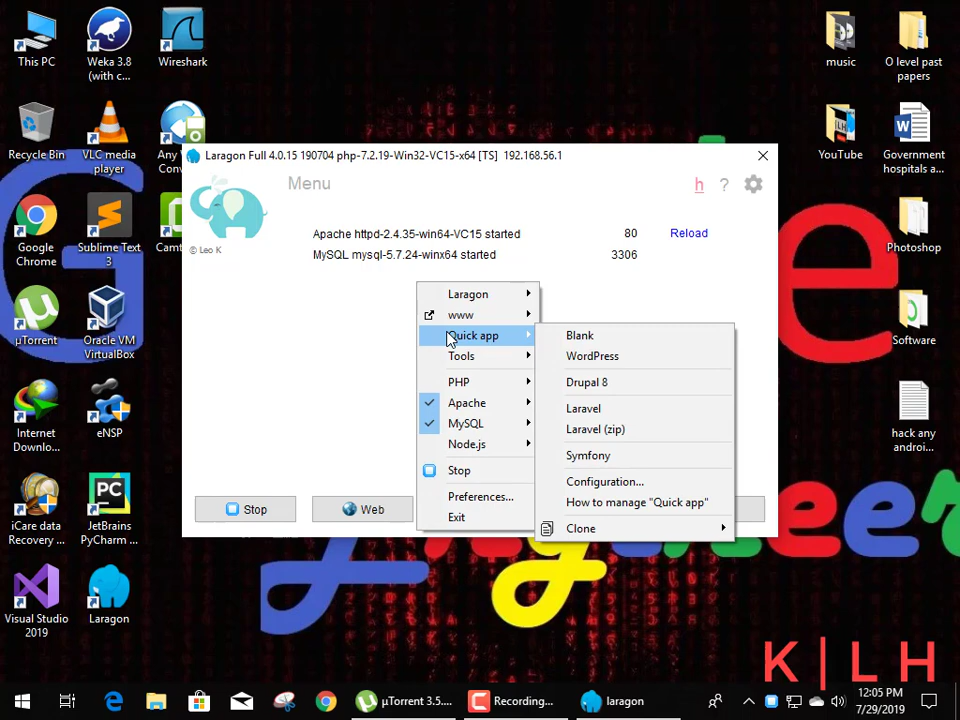 This PC
Weka 3.8
(with c...
Wireshark
music
O level past
papers
Recycle Bin
VLC media
player
Any
Conv
YouTube
Government
hospitals a...
Google
Chrome
Sublime Text
3
Camt
Photoshop
µTorrent
Oracle VM
VirtualBox
Software
Internet
Downlo...
eNSP
hack any
androi...
iCare data
Recovery ...
JetBrains
PyCharm ...
Visual Studio
2019
Laragon
Laragon Full 4.0.15 190704 php-7.2.19-Win32-VC15-x64 [TS] 192.168.56.1
Menu
h ?
© Leo K
Apache httpd-2.4.35-win64-VC15 started 80 Reload
MySQL mysql-5.7.24-winx64 started 3306
Laragon
www
Quick app
Tools
PHP
Apache
MySQL
Node.js
Stop
Preferences...
Exit
Blank
WordPress
Drupal 8
Laravel
Laravel (zip)
Symfony
Configuration...
How to manage "Quick app"
Clone
Stop
Web
K | L H
µTorrent 3.5....
Recording...
laragon
12:05 PM
7/29/2019